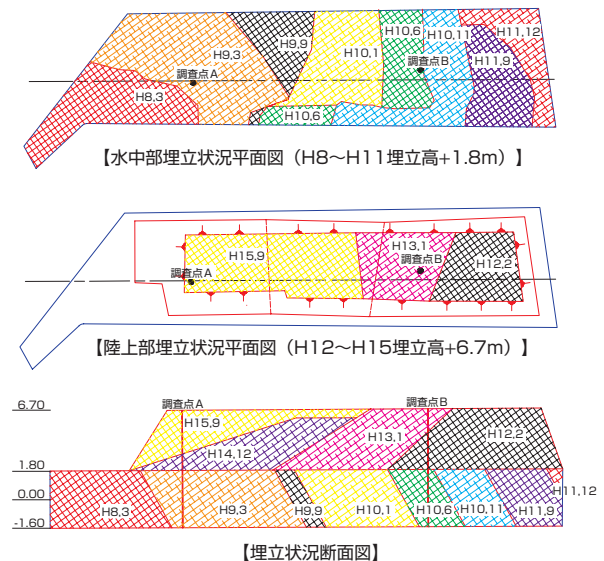 H9,3
H9,9
H10,1
H10,6
H10,11
H11,12
調査点A
調査点B
H11,9
H8,3
H10,6
【水中部埋立状況平面図（H8～H11埋立高+1.8m）】
H15,9
H13,1
調査点B
H12,2
調査点A
【陸上部埋立状況平面図（H12～H15埋立高+6.7m）】
調査点A
調査点B
6.70
H15,9
H13,1
H12,2
H14,12
1.80
0.00
H11,12
H8,3
H9,3
H9,9
H10,1
H10,6
H10,11
H11,9
-1.60
【埋立状況断面図】